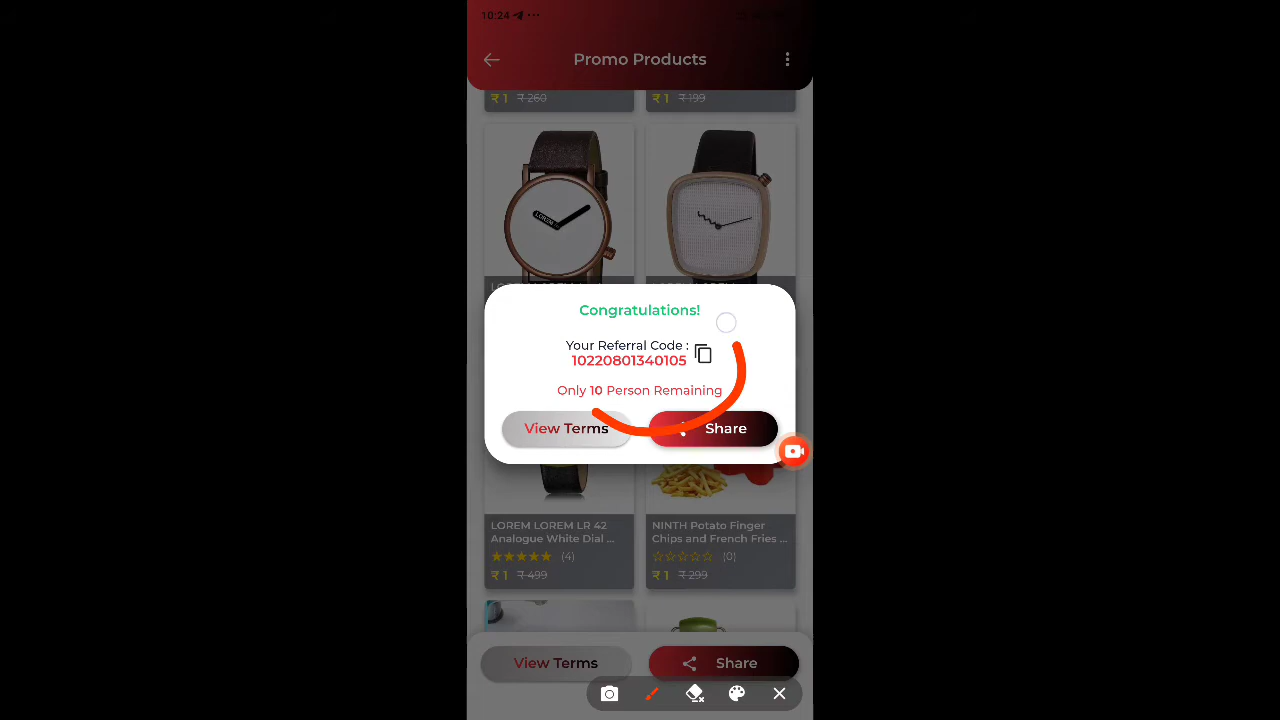 10:24
Promo Products
₹ 1 ₹ 260
₹ 1 ₹ 199
LOREM
Congratulations!
Your Referral Code :
10220801340105
Only 10 Person Remaining
View Terms
Share
LOREM LOREM LR 42
Analogue White Dial ...
(4)
₹ 1 ₹ 499
NINTH Potato Finger
Chips and French Fries ...
(0)
₹ 1 ₹ 299
View Terms
Share